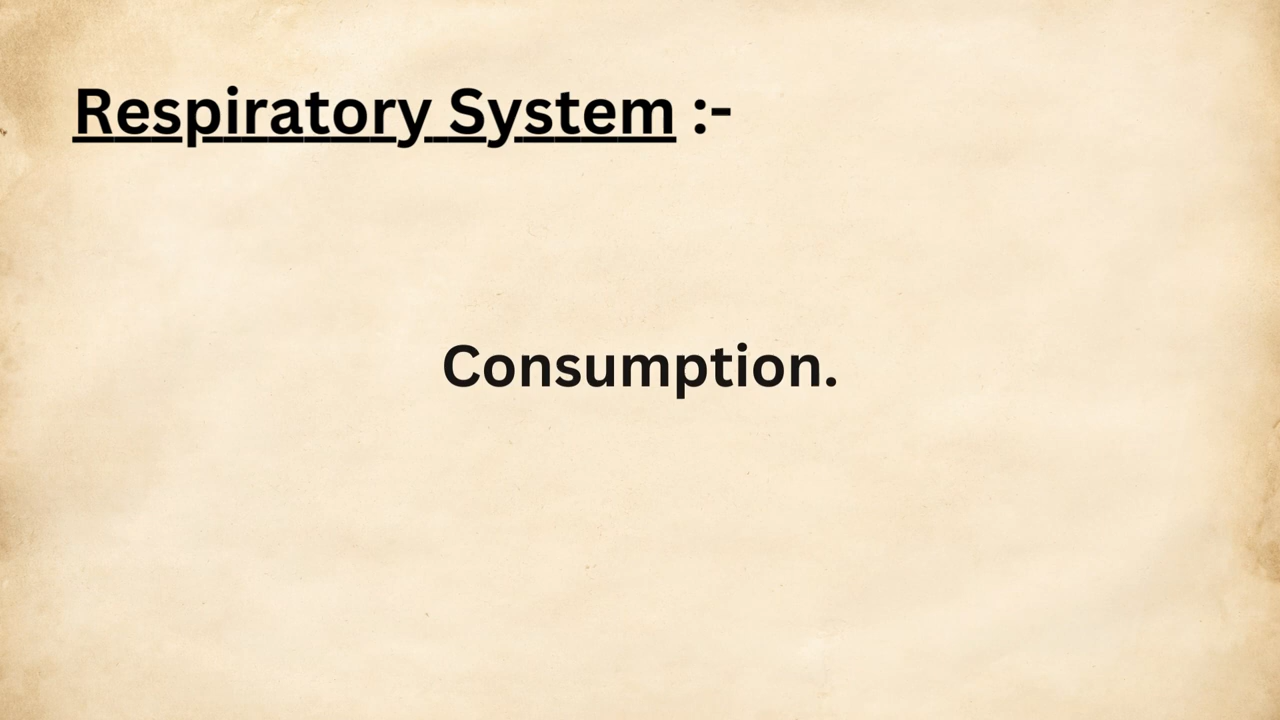 Respiratory System :-
Consumption.